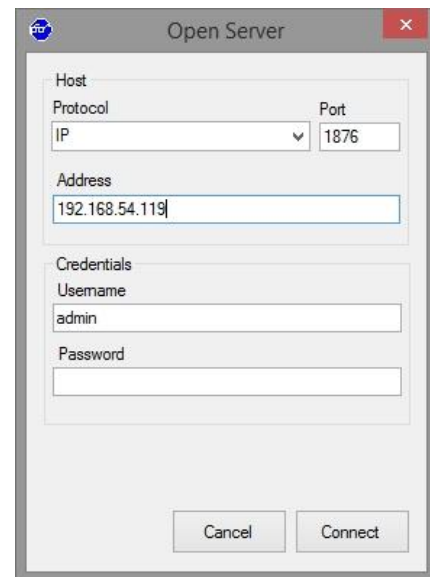 Open Server
Host
Protocol Port
IP 1876
Address
192.168.54.119
Credentials
Username
admin
Password
Cancel Connect